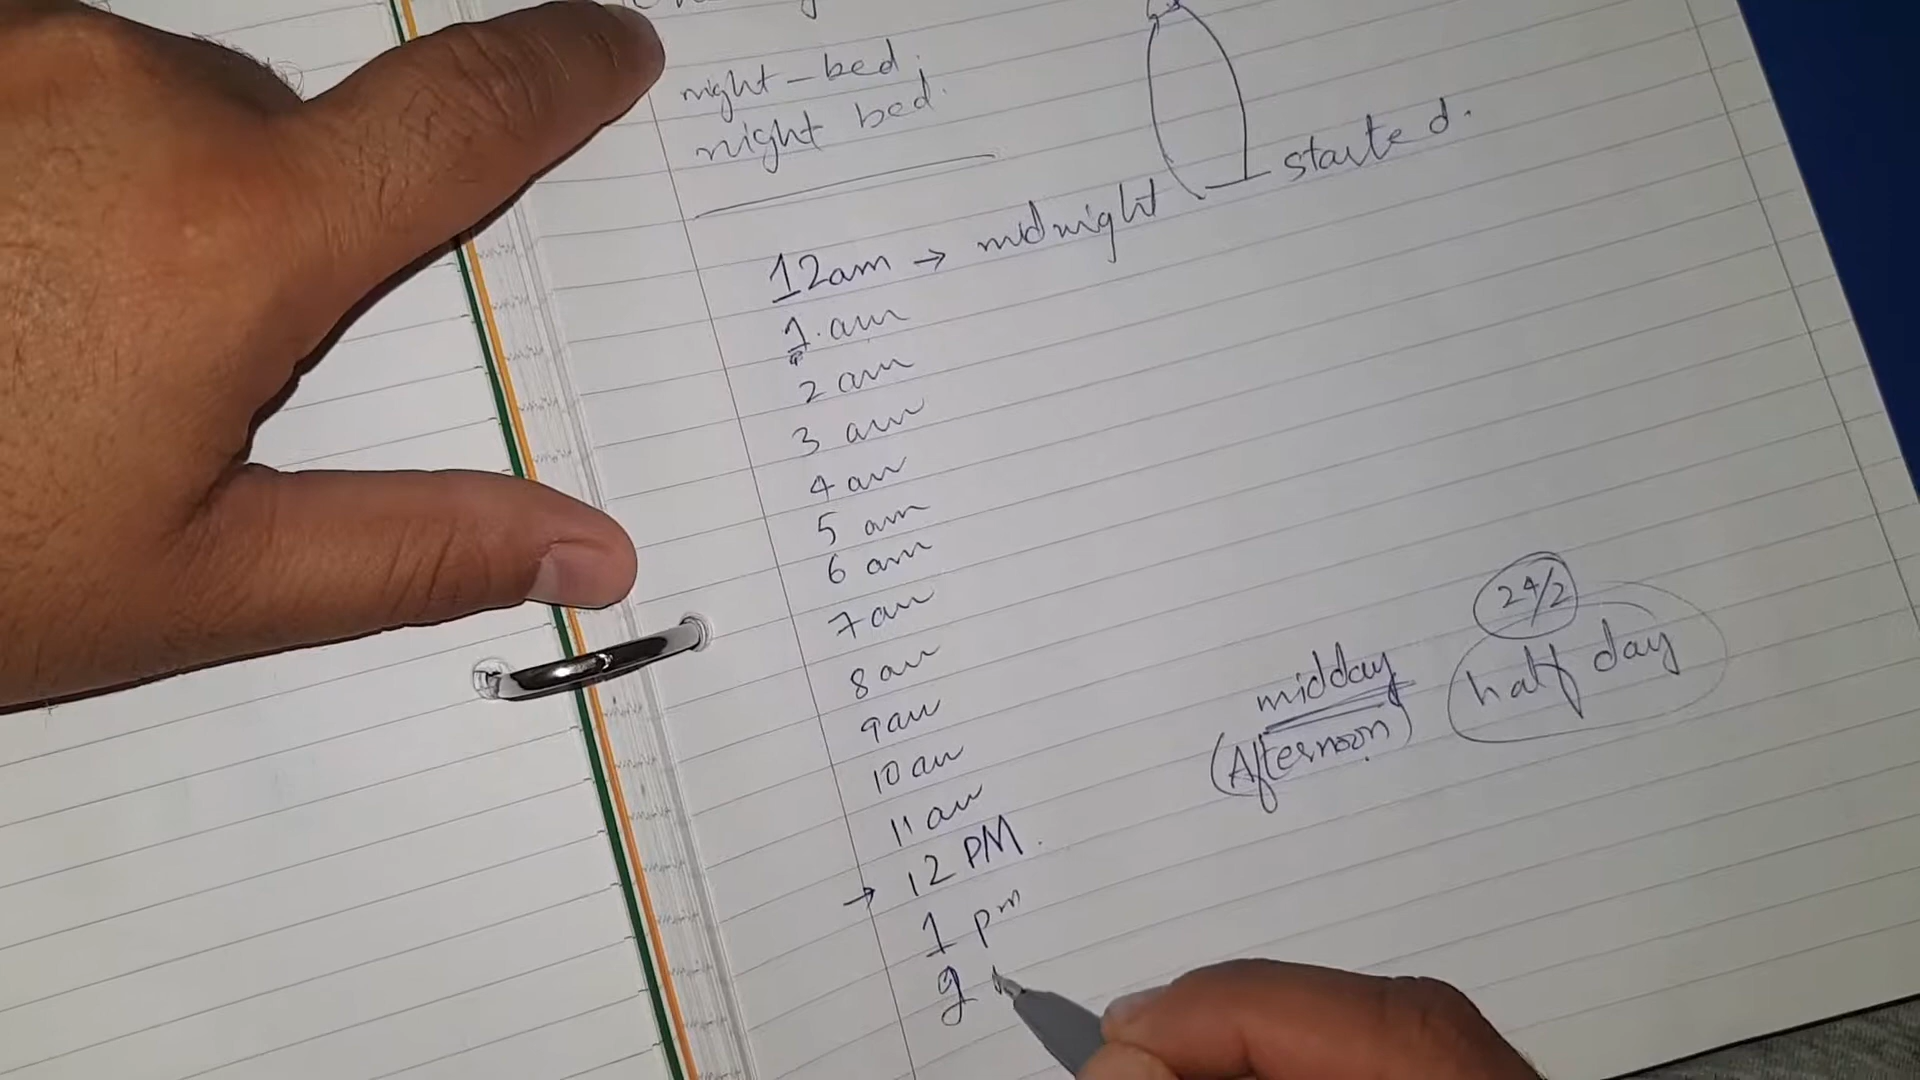 night-bed.
night bed.
started.
12am → midnight
1.am
2 am
3 am
4 am
5 am
6 am
7 am
8 am
9 am
10 am
11 am
24/2
half day
midday
(Afternoon)
→ 12 PM.
1 pm